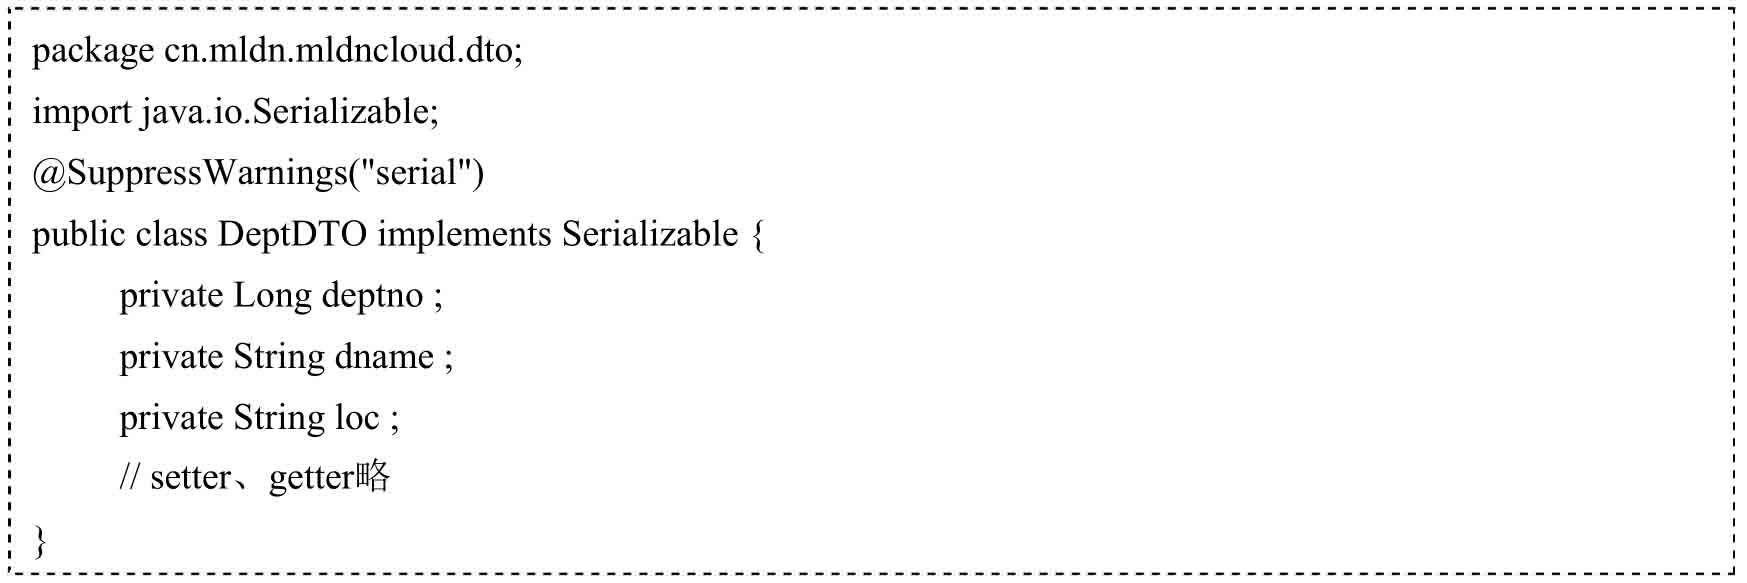 package cn.mldn.mldncloud.dto;
import java.io.Serializable;
@SuppressWarnings("serial")
public class DeptDTO implements Serializable {
private Long deptno ;
private String dname ;
private String loc ;
// setter、getter略
}